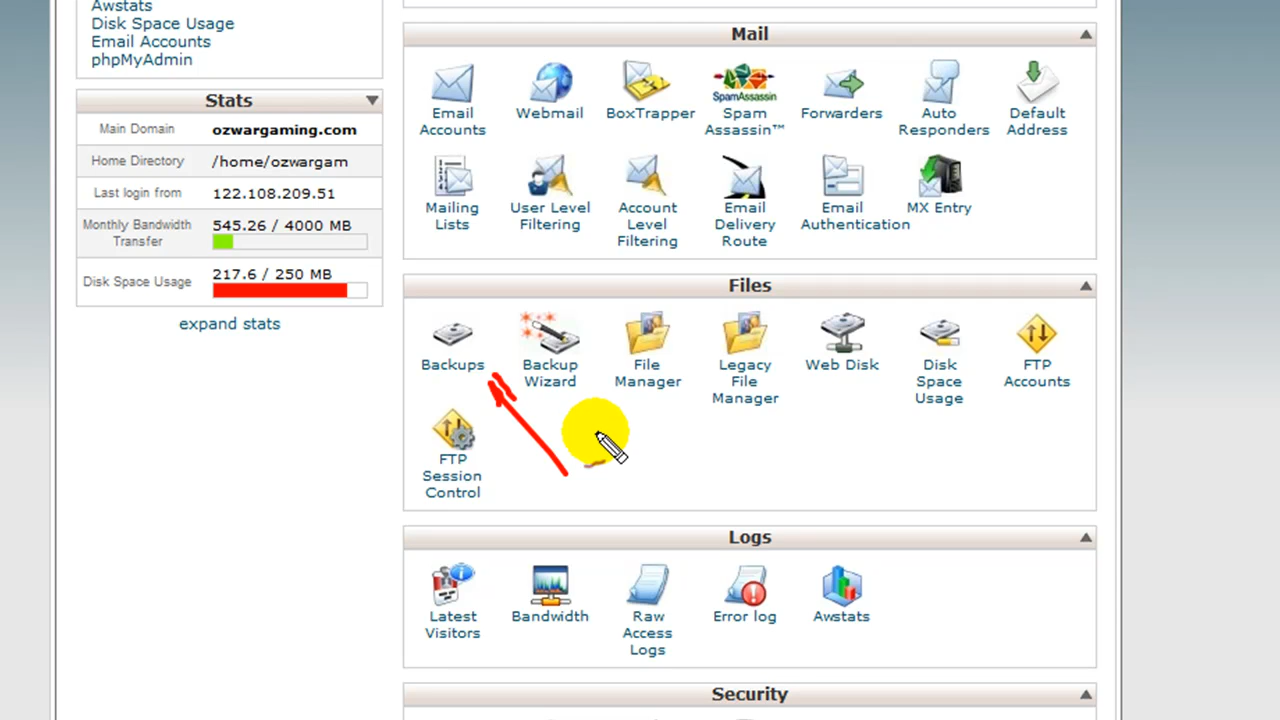 Awstats
Disk Space Usage
Email Accounts
phpMyAdmin
Stats
Main Domain ozwargaming.com
Home Directory /home/ozwargam
Last login from 122.108.209.51
Monthly Bandwidth Transfer 545.26 / 4000 MB
Disk Space Usage 217.6 / 250 MB
expand stats
Mail
Email Accounts
Webmail
BoxTrapper
SpamAssassin
Spam Assassin™
Forwarders
Auto Responders
Default Address
Mailing Lists
User Level Filtering
Account Level Filtering
Email Delivery Route
Email Authentication
MX Entry
Files
Backups
Backup Wizard
File Manager
Legacy File Manager
Web Disk
Disk Space Usage
FTP Accounts
FTP Session Control
Logs
Latest Visitors
Bandwidth
Raw Access Logs
Error log
Awstats
Security